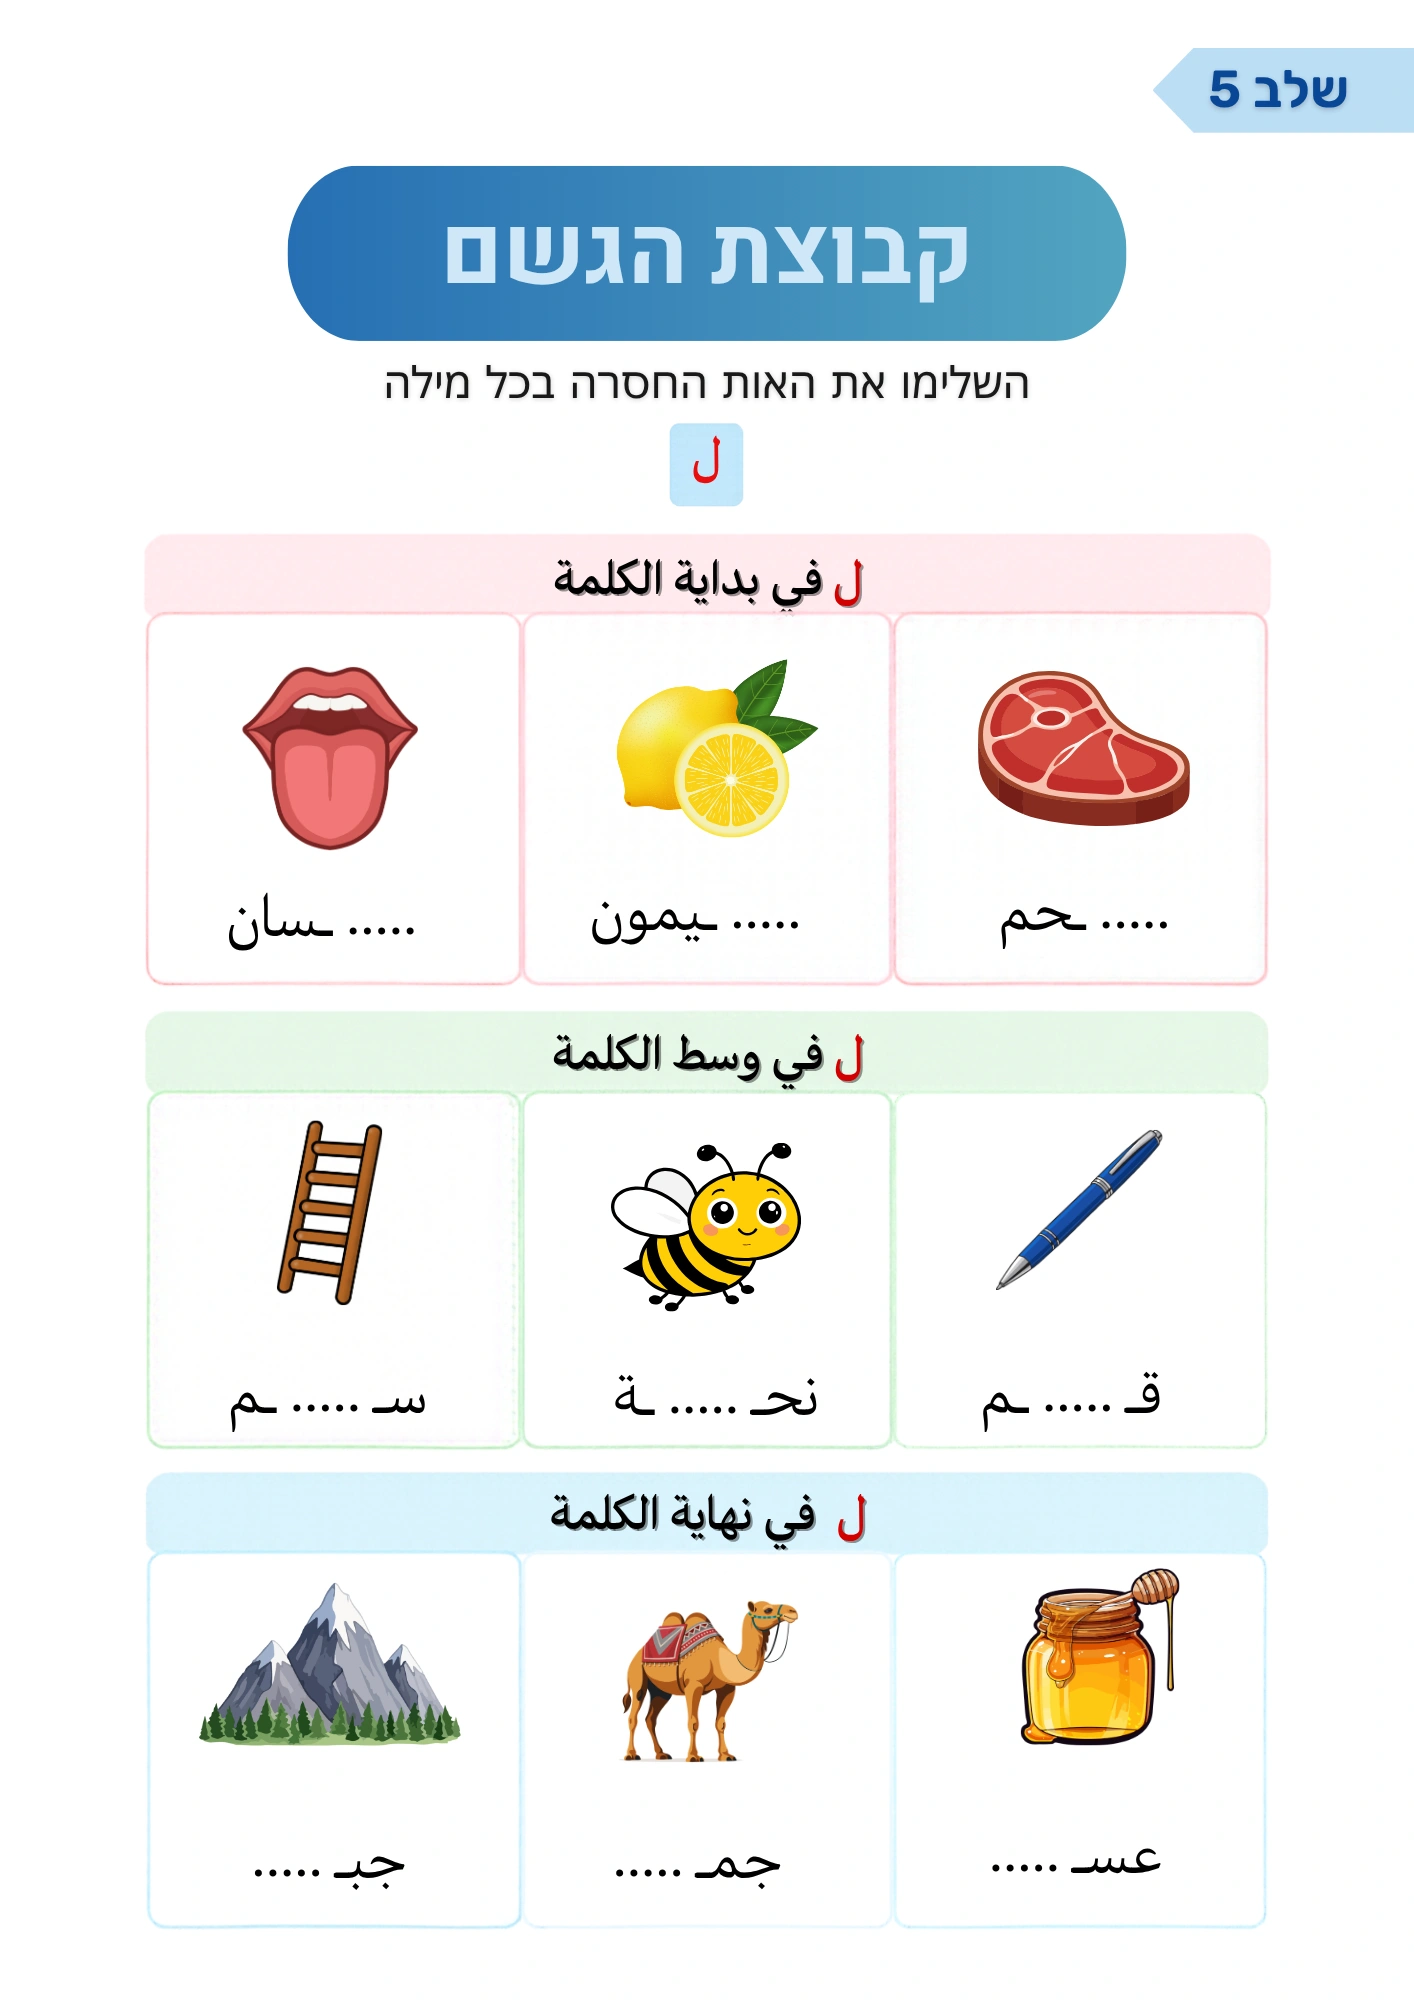 שלב 5
קבוצת הגשם
השלימו את האות החסרה בכל מילה
ل
ل في بداية الكلمة
..... ـحم
..... ـيمون
..... ـسان
ل في وسط الكلمة
قـ ..... ـم
نحـ ..... ـة
سـ ..... ـم
ل في نهاية الكلمة
عسـ .....
جمـ .....
جبـ .....